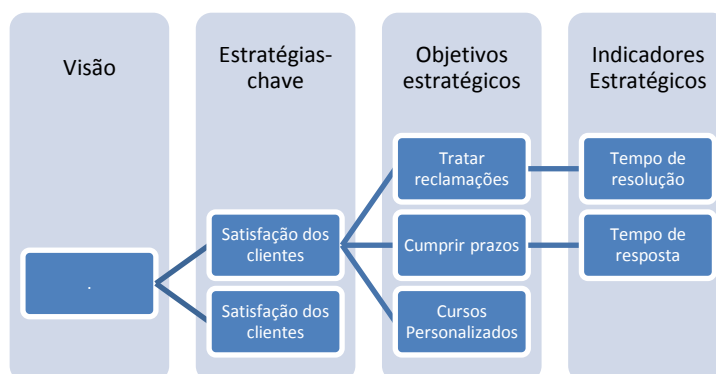 Visão
Estratégias-
chave
Objetivos
estratégicos
Indicadores
Estratégicos
Tratar
reclamações
Tempo de
resolução
Satisfação dos
clientes
Cumprir prazos
Tempo de
resposta
.
Satisfação dos
clientes
Cursos
Personalizados